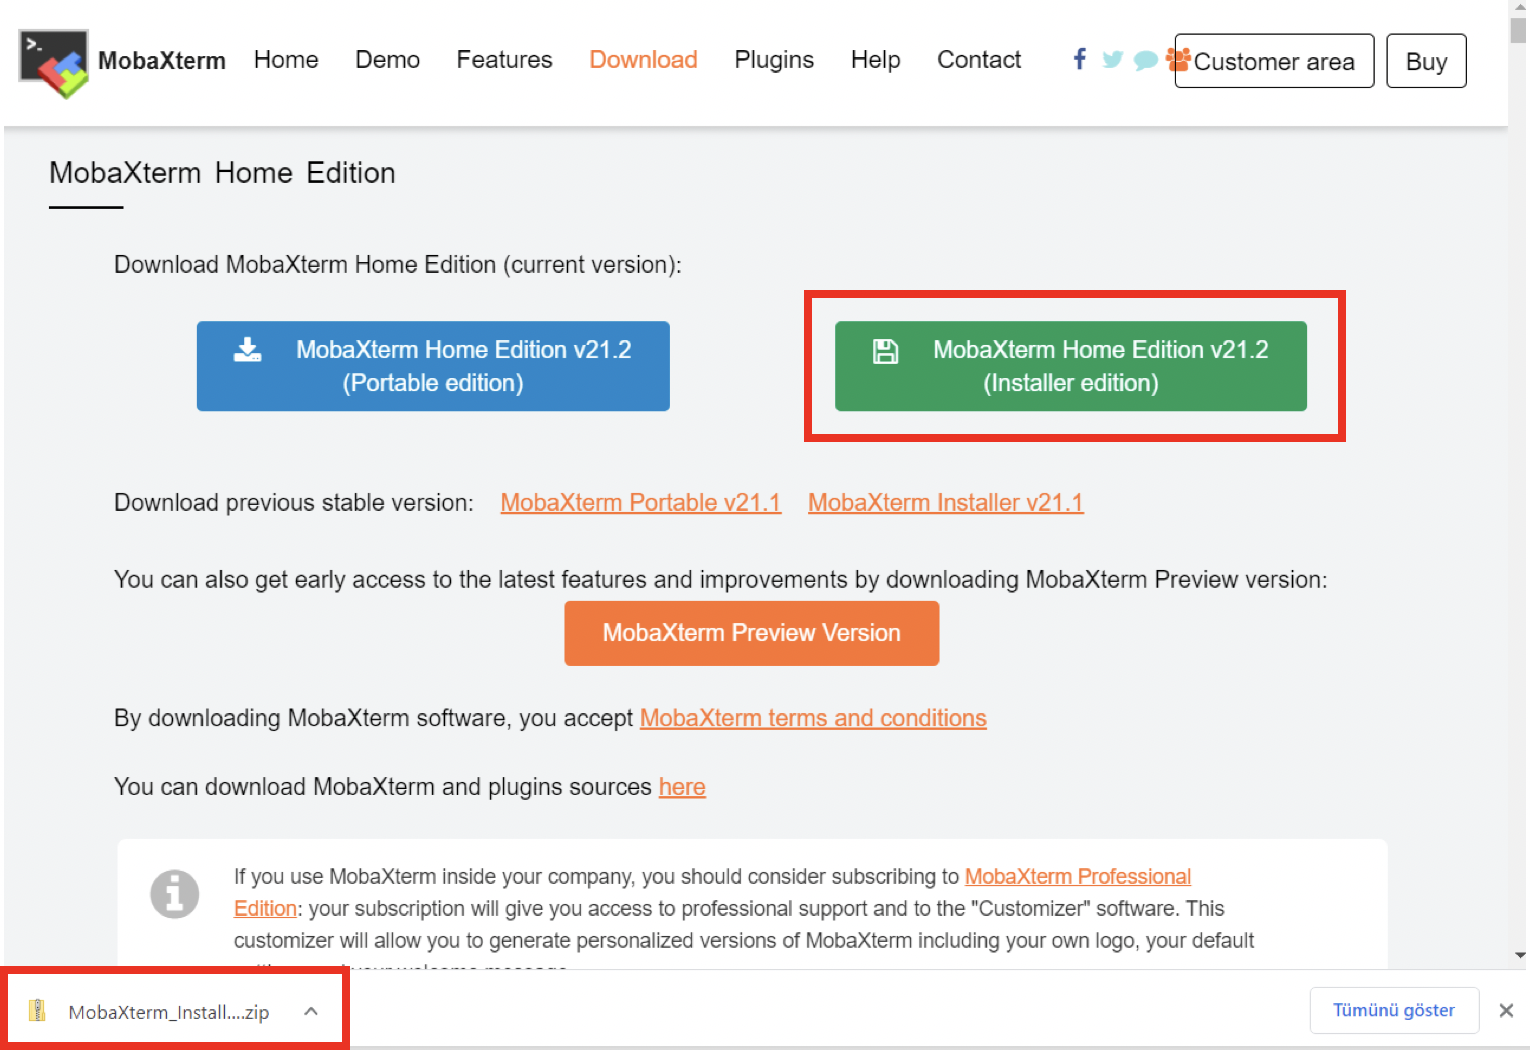 MobaXterm Home Demo Features Download Plugins Help Contact Customer area Buy
MobaXterm Home Edition
Download MobaXterm Home Edition (current version):
MobaXterm Home Edition v21.2
(Portable edition)
MobaXterm Home Edition v21.2
(Installer edition)
Download previous stable version: MobaXterm Portable v21.1 MobaXterm Installer v21.1
You can also get early access to the latest features and improvements by downloading MobaXterm Preview version:
MobaXterm Preview Version
By downloading MobaXterm software, you accept MobaXterm terms and conditions
You can download MobaXterm and plugins sources here
If you use MobaXterm inside your company, you should consider subscribing to MobaXterm Professional
Edition: your subscription will give you access to professional support and to the "Customizer" software. This
customizer will allow you to generate personalized versions of MobaXterm including your own logo, your default
MobaXterm_Install....zip
Tümünü göster